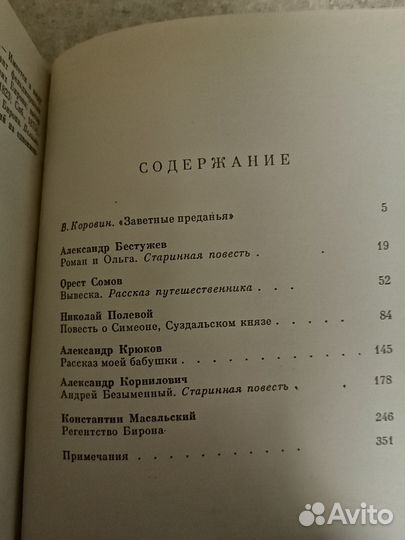 — Имеется в виду
СОДЕРЖАНИЕ
В. Коровин. «Заветные преданья» 5
Александр Бестужев
Роман и Ольга. Старинная повесть . . . . . 19
Орест Сомов
Вывеска. Рассказ путешественника . . . . . 52
Николай Полевой
Повесть о Симеоне, Суздальском князе . . . . 84
Александр Крюков
Рассказ моей бабушки . . . . . . . . 145
Александр Корнилович
Андрей Безыменный. Старинная повесть . . . 178
Константин Масальский
Регентство Бирона . . . . . . . . . 246
Примечания . . . . . . . . . . 351
Avito